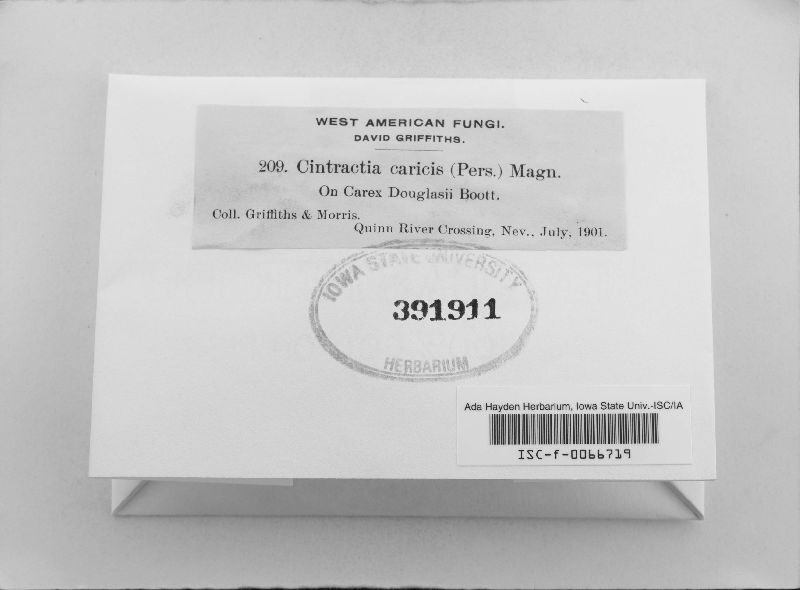 WEST AMERICAN FUNGI.
DAVID GRIFFITHS.
209. Cintractia caricis (Pers.) Magn.
On Carex Douglasii Boott.
Coll. Griffiths & Morris.
Quinn River Crossing, Nev., July, 1901.
IOWA STATE UNIVERSITY
391911
HERBARIUM
Ada Hayden Herbarium, Iowa State Univ.-ISC/IA
ISC-f-0066719